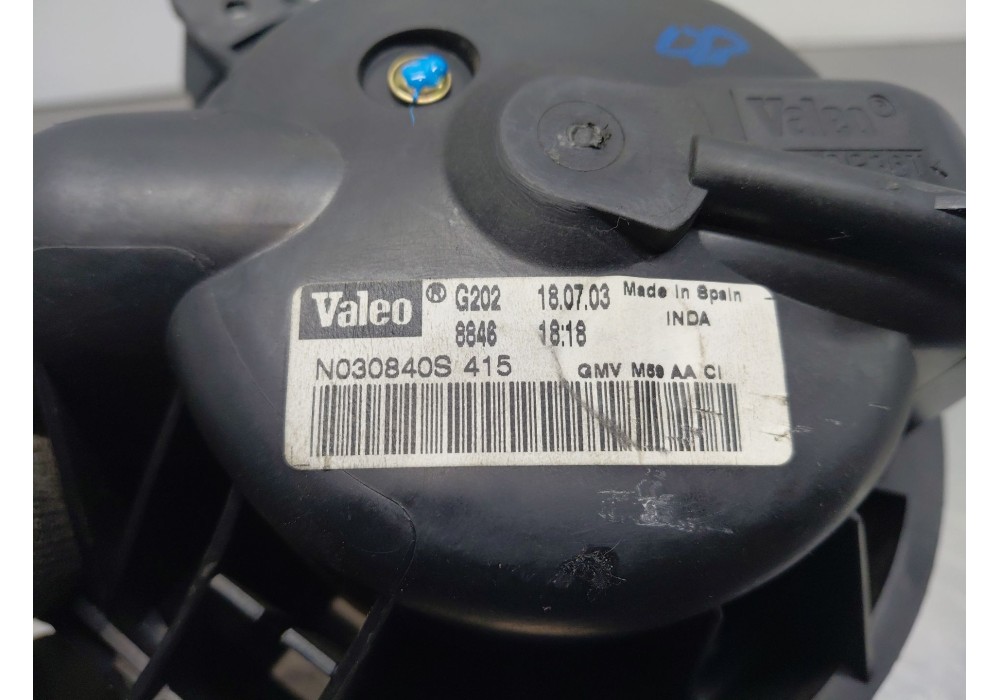 Valeo®
Valeo® G202 18.07.03 Made in Spain
8846 18:18 INDA
N030840S 415 GMV M59 AA CI